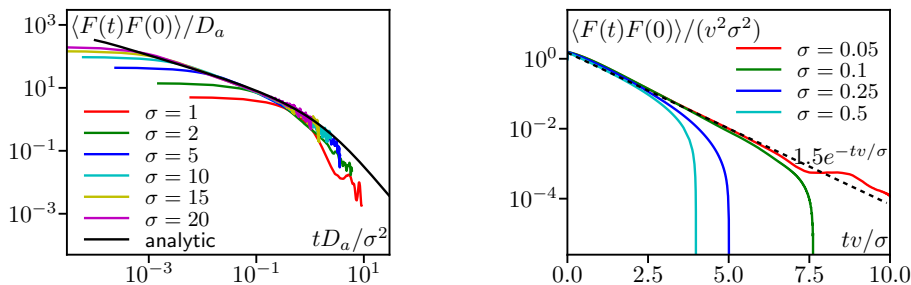 ⟨F(t)F(0)⟩/D_a
10^3
10^1
10^{-1}
10^{-3}
σ = 1
σ = 2
σ = 5
σ = 10
σ = 15
σ = 20
analytic
tD_a/σ^2
10^{-3}
10^{-1}
10^1
⟨F(t)F(0)⟩/(v^2σ^2)
10^0
10^{-2}
10^{-4}
σ = 0.05
σ = 0.1
σ = 0.25
σ = 0.5
1.5e^{-tv/σ}
tv/σ
0.0
2.5
5.0
7.5
10.0